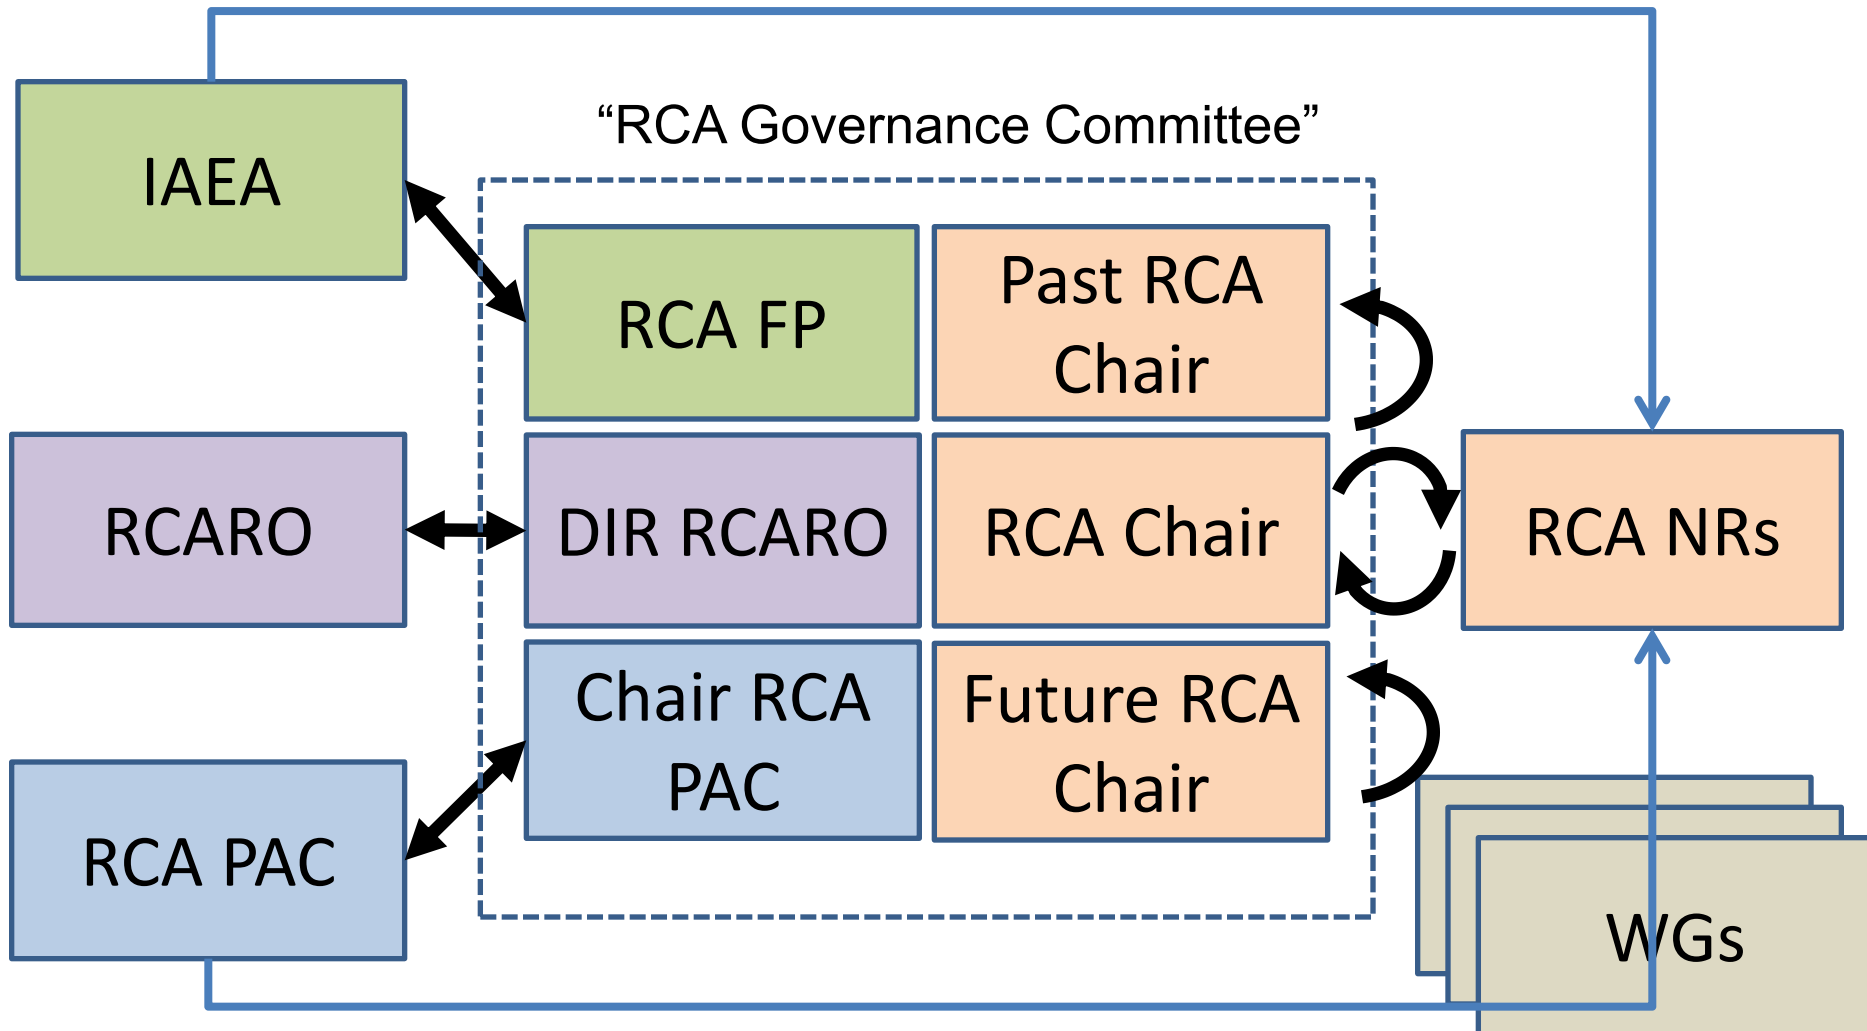 “RCA Governance Committee”
IAEA
RCA FP
Past RCA
Chair
RCARO
DIR RCARO
RCA Chair
RCA NRs
Chair RCA
PAC
Future RCA
Chair
RCA PAC
WGs